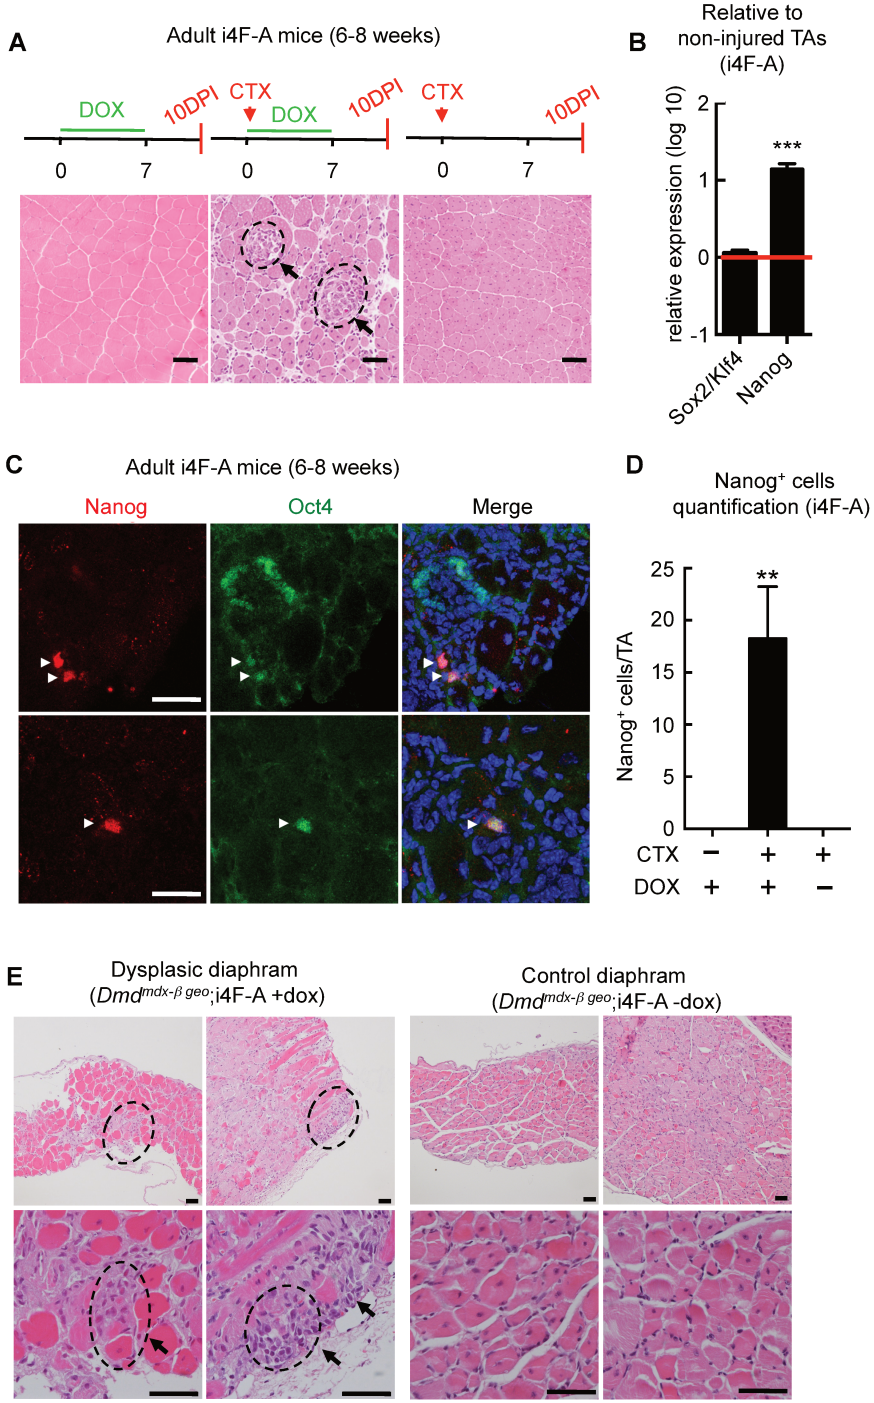 A
Adult i4F-A mice (6-8 weeks)
DOX
10DPI
0
7
CTX
DOX
10DPI
0
7
CTX
10DPI
0
7
B
Relative to
non-injured TAs
(i4F-A)
relative expression (log 10)
2
1
0
-1
***
Sox2/Klf4
Nanog
C
Adult i4F-A mice (6-8 weeks)
Nanog
Oct4
Merge
D
Nanog+ cells
quantification (i4F-A)
Nanog+ cells/TA
25
20
15
10
5
0
**
CTX − + +
DOX + + −
E
Dysplasic diaphram
(Dmdmdx-β geo;i4F-A +dox)
Control diaphram
(Dmdmdx-β geo;i4F-A -dox)